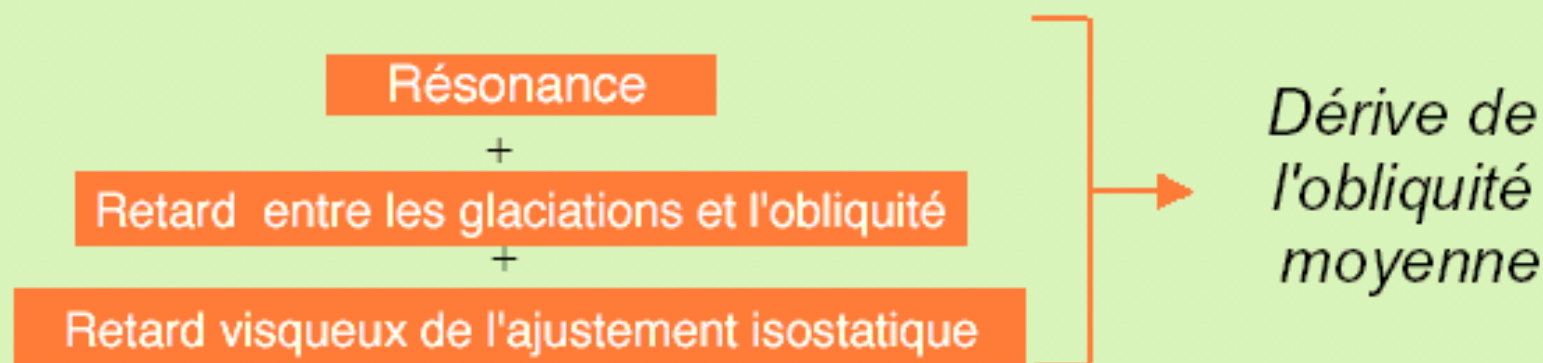 Résonance
+
Retard entre les glaciations et l'obliquité
+
Retard visqueux de l'ajustement isostatique
Dérive de
l'obliquité
moyenne